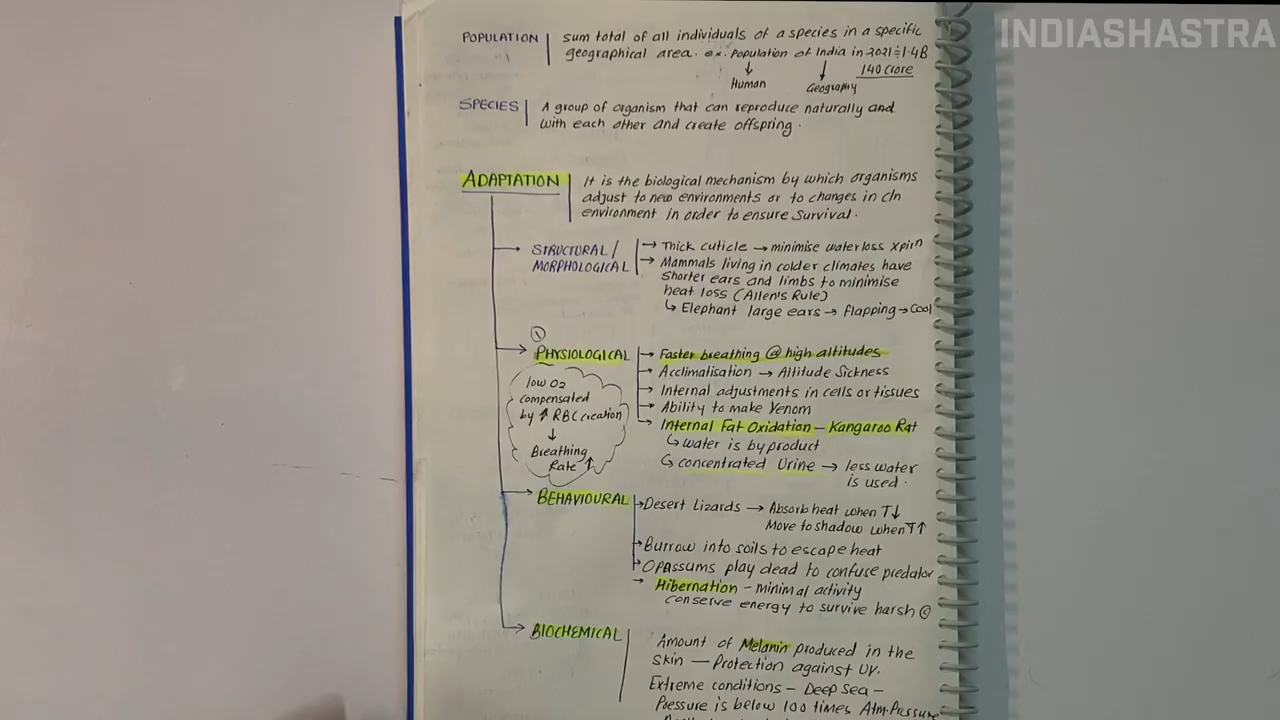 INDIASHASTRA
POPULATION
sum total of all individuals of a species in a specific
geographical area. ex. Population of India in 2021 ≑ 1.4B
140 Crore
Human
Geography
SPECIES
A group of organism that can reproduce naturally and
with each other and create offspring.
ADAPTATION
It is the biological mechanism by which organisms
adjust to new environments or to changes in c/n
environment in order to ensure Survival.
STRUCTURAL/
MORPHOLOGICAL
→ Thick cuticle → minimise water loss xpirn
→ Mammals living in colder climates have
shorter ears and limbs to minimise
heat loss (Allen's Rule)
↳ Elephant large ears → flapping → cool
①
PHYSIOLOGICAL
low O2
compensated
by ↑ RBC creation
↓
Breathing
Rate ↑
→ Faster breathing @ high altitudes
→ Acclimatisation → Altitude Sickness
→ Internal adjustments in cells or tissues
→ Ability to make Venom
→ Internal Fat Oxidation – Kangaroo Rat
↳ water is by product
↳ concentrated Urine → less water
is used.
BEHAVIOURAL
→ Desert Lizards → Absorb heat when T↓
Move to shadow when T↑
→ Burrow into soils to escape heat
→ Opassums play dead to confuse predator
→ Hibernation – minimal activity
conserve energy to survive harsh ©
BIOCHEMICAL
Amount of Melanin produced in the
skin — Protection against UV.
Extreme conditions – Deep Sea –
Pressure is below 100 times Atm. Pressure